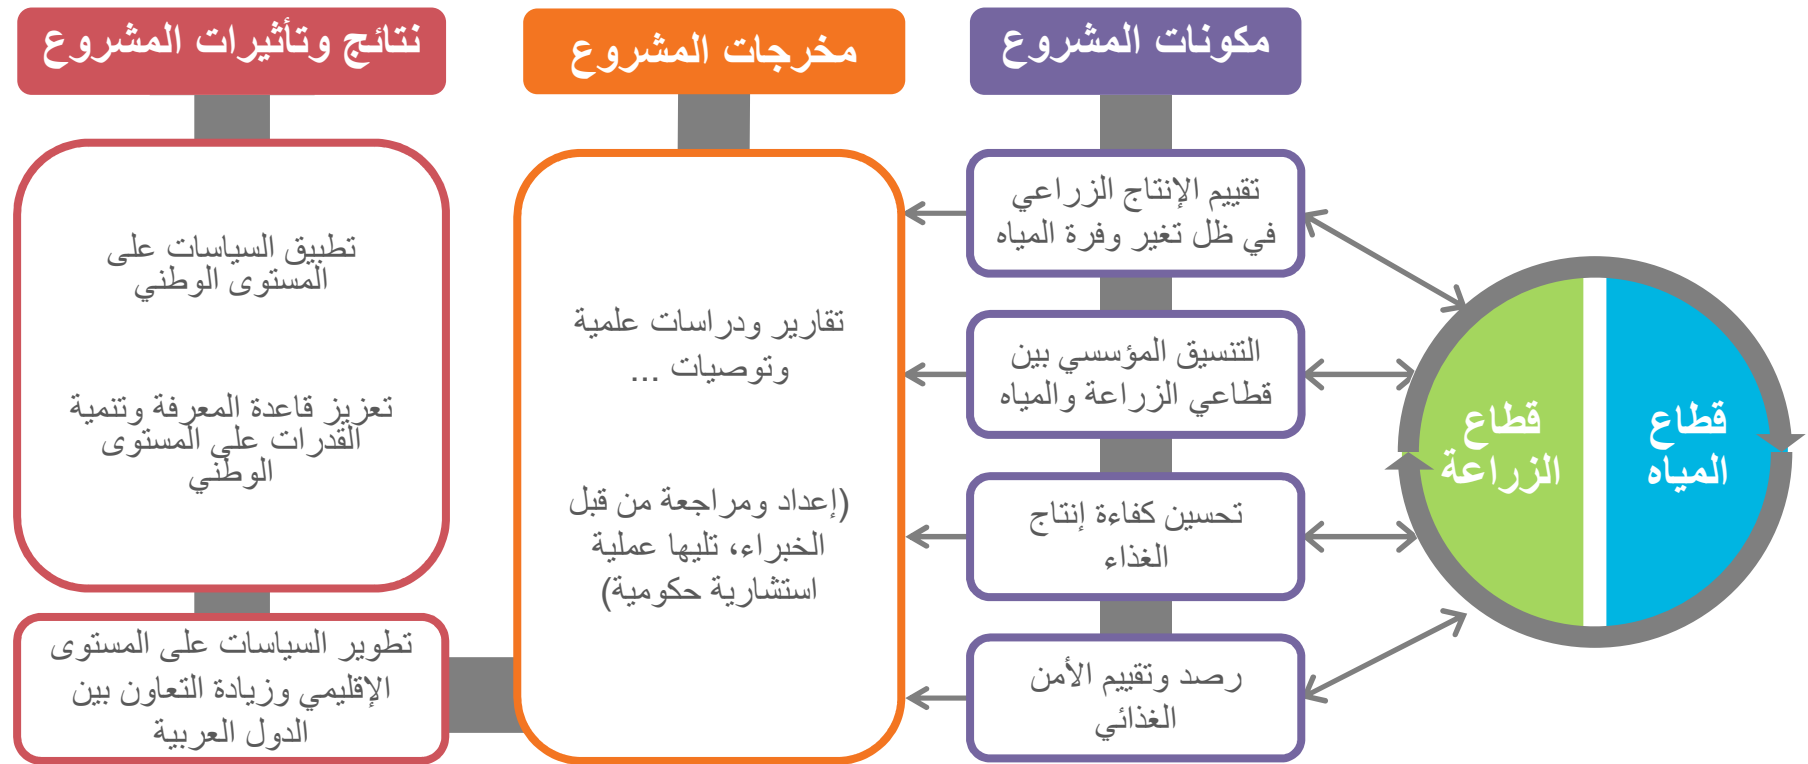 مكونات المشروع
مخرجات المشروع
نتائج وتأثيرات المشروع
قطاع
المياه
قطاع
الزراعة
تقييم الإنتاج الزراعي
في ظل تغير وفرة المياه
التنسيق المؤسسي بين
قطاعي الزراعة والمياه
تحسين كفاءة إنتاج
الغذاء
رصد وتقييم الأمن
الغذائي
تقارير ودراسات علمية
وتوصيات ...
(إعداد ومراجعة من قبل
الخبراء، تليها عملية
استشارية حكومية)
تطبيق السياسات على
المستوى الوطني
تعزيز قاعدة المعرفة وتنمية
القدرات على المستوى
الوطني
تطوير السياسات على المستوى
الإقليمي وزيادة التعاون بين
الدول العربية